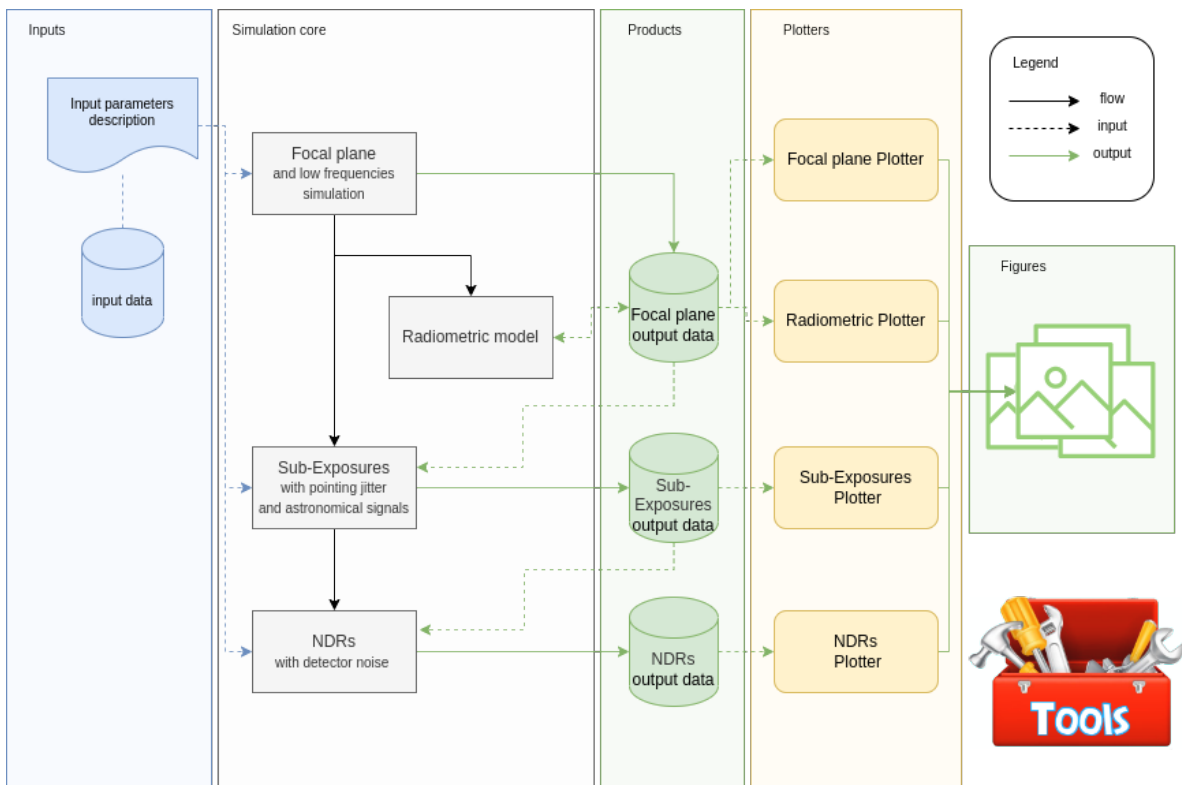 Inputs
Simulation core
Products
Plotters
Legend
flow
input
output
Input parameters
description
input data
Focal plane
and low frequencies
simulation
Radiometric model
Sub-Exposures
with pointing jitter
and astronomical signals
NDRs
with detector noise
Focal plane
output data
Sub-
Exposures
output data
NDRs
output data
Focal plane Plotter
Radiometric Plotter
Sub-Exposures
Plotter
NDRs
Plotter
Figures
Tools